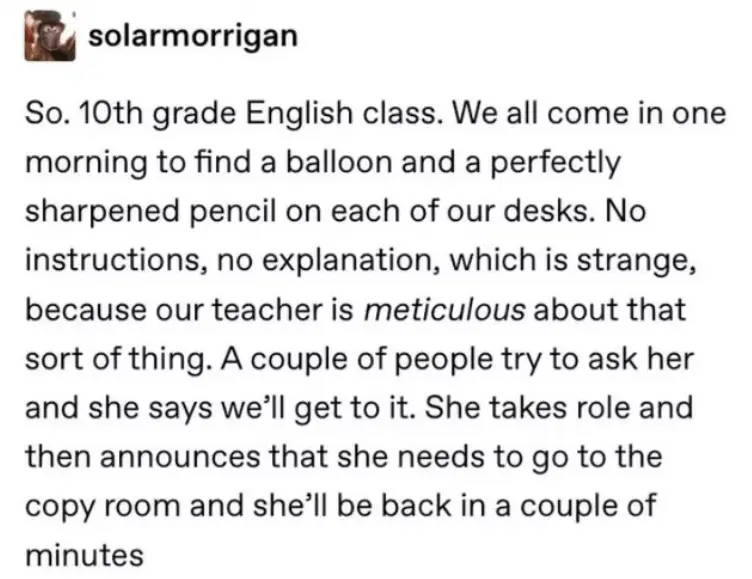 solarmorrigan
So. 10th grade English class. We all come in one
morning to find a balloon and a perfectly
sharpened pencil on each of our desks. No
instructions, no explanation, which is strange,
because our teacher is meticulous about that
sort of thing. A couple of people try to ask her
and she says we’ll get to it. She takes role and
then announces that she needs to go to the
copy room and she’ll be back in a couple of
minutes